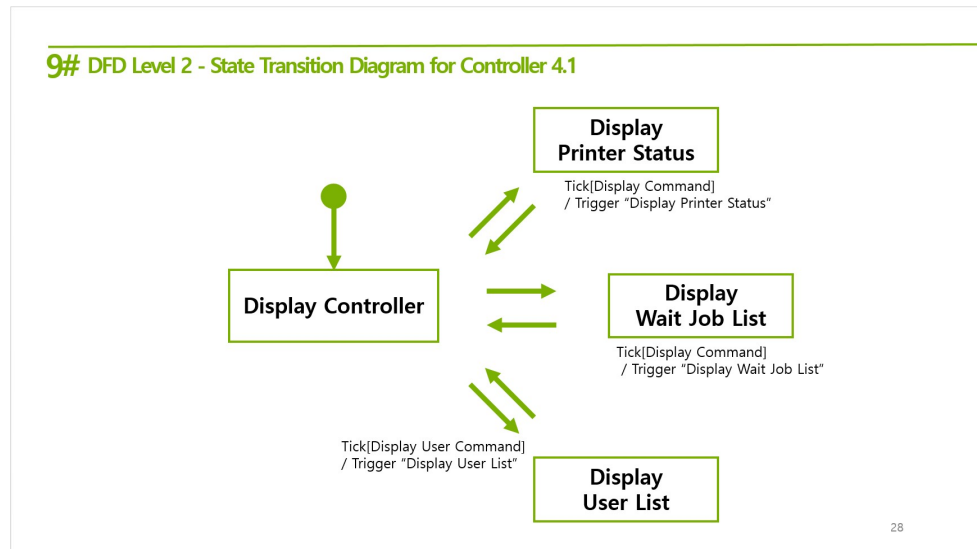 9# DFD Level 2 - State Transition Diagram for Controller 4.1
Display
Printer Status
Tick[Display Command]
/ Trigger “Display Printer Status”
Display Controller
Display
Wait Job List
Tick[Display Command]
/ Trigger “Display Wait Job List”
Tick[Display User Command]
/ Trigger “Display User List”
Display
User List
28